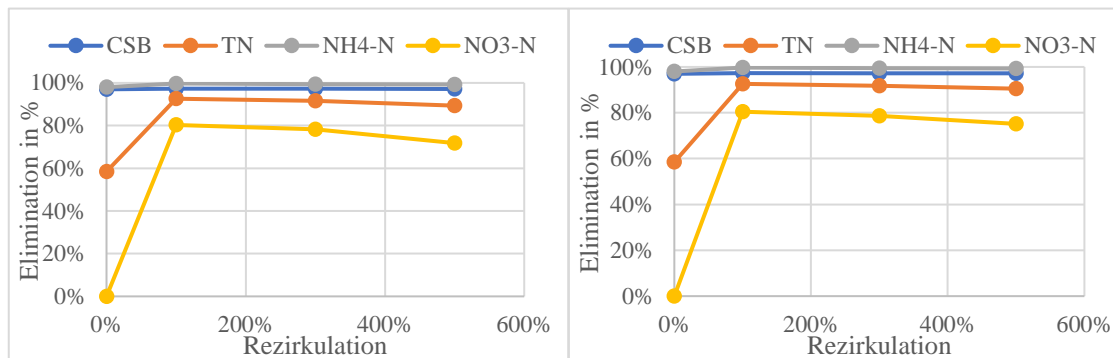 CSB TN NH4-N NO3-N
Elimination in %
100%
80%
60%
40%
20%
0%
0% 200% 400% 600%
Rezirkulation
CSB TN NH4-N NO3-N
Elimination in %
100%
80%
60%
40%
20%
0%
0% 200% 400% 600%
Rezirkulation